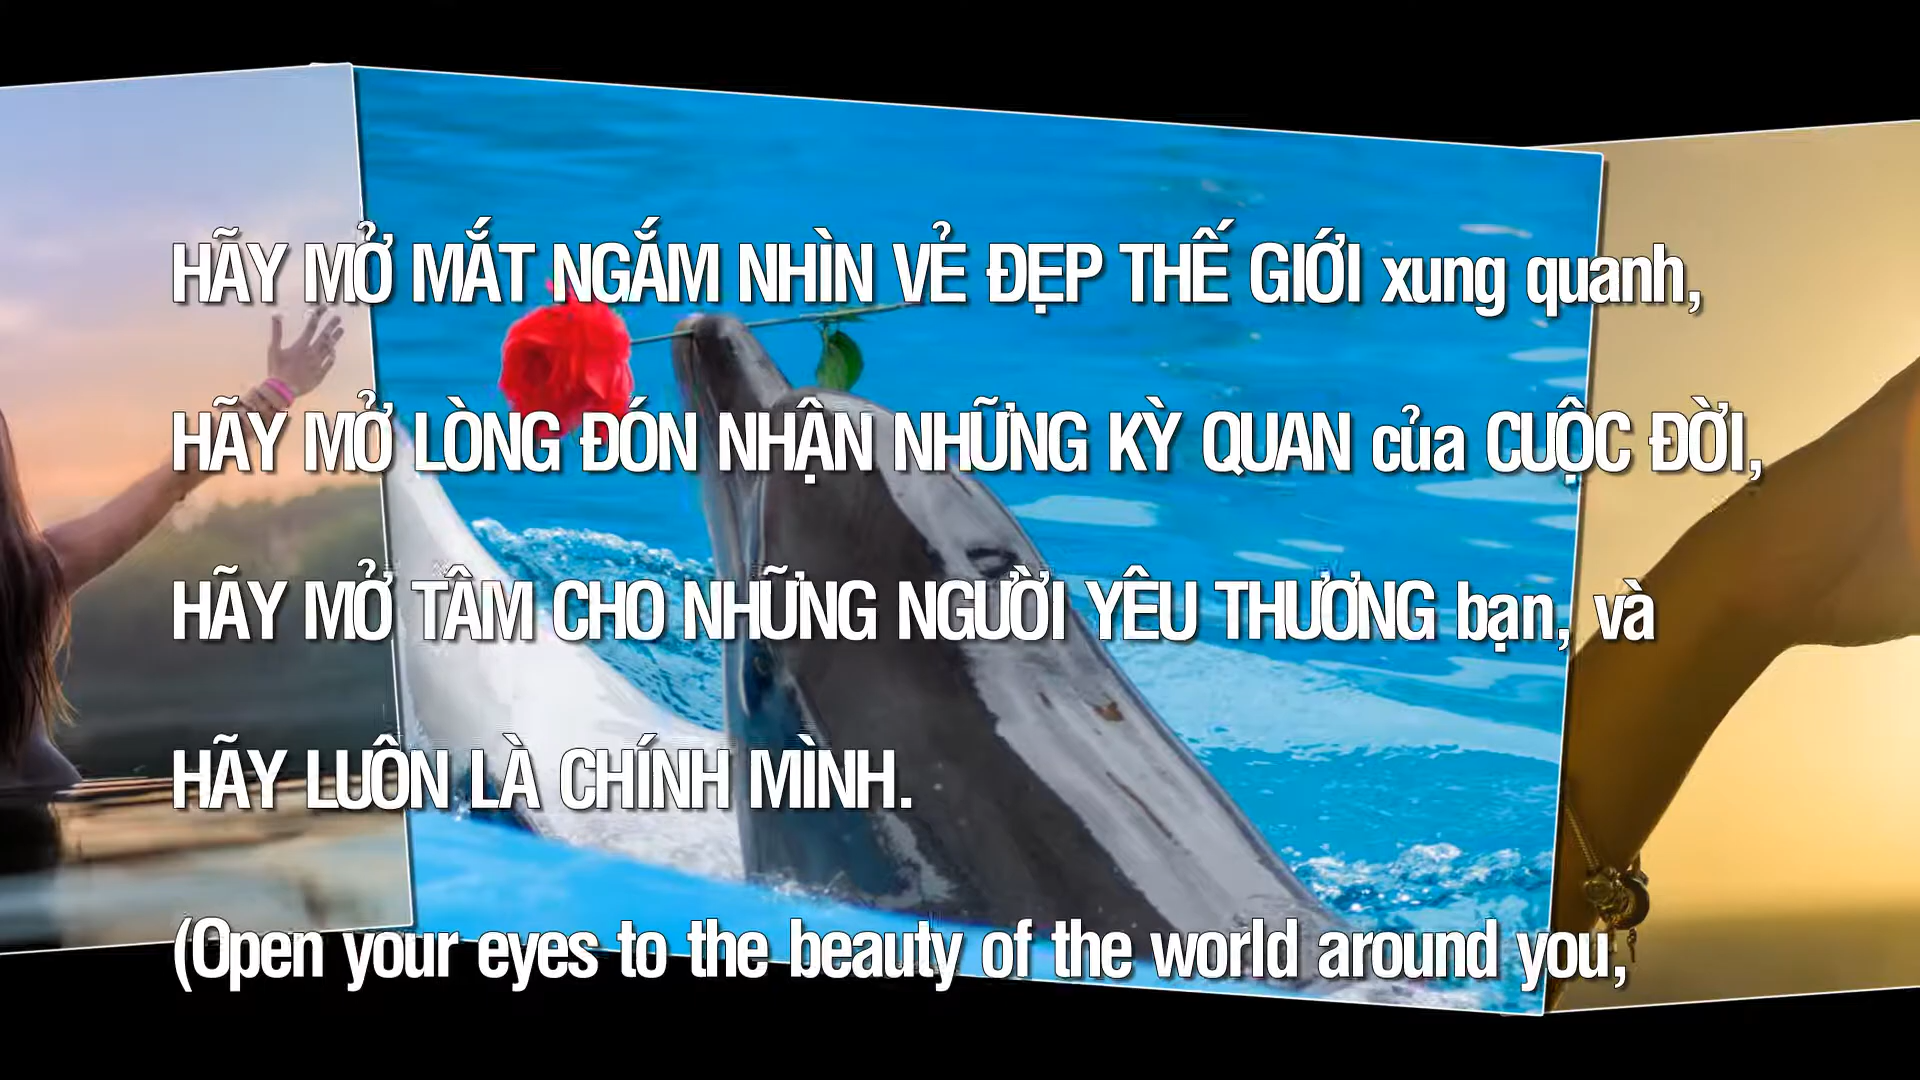 HÃY MỞ MẮT NGẮM NHÌN VẺ ĐẸP THẾ GIỚI xung quanh,
HÃY MỞ LÒNG ĐÓN NHẬN NHỮNG KỲ QUAN của CUỘC ĐỜI,
HÃY MỞ TÂM CHO NHỮNG NGƯỜI YÊU THƯƠNG bạn, và
HÃY LUÔN LÀ CHÍNH MÌNH.
(Open your eyes to the beauty of the world around you,